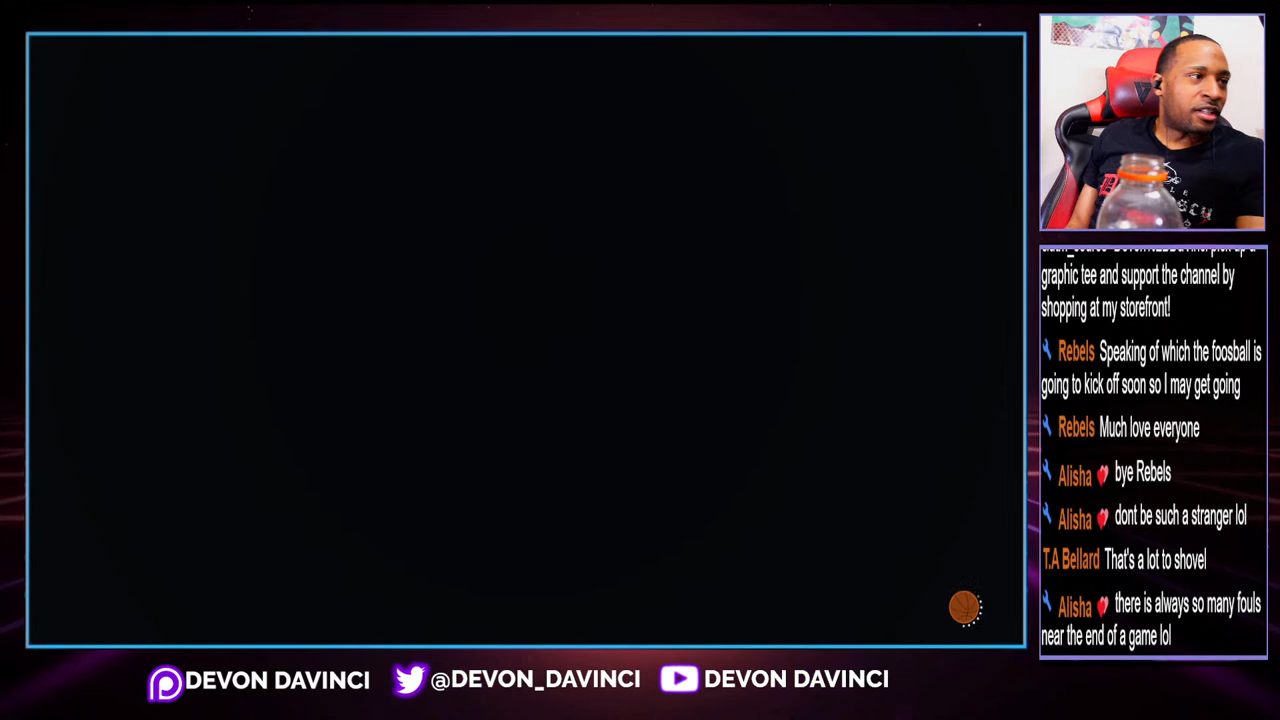 graphic tee and support the channel by
shopping at my storefront!
Rebels Speaking of which the foosball is
going to kick off soon so I may get going
Rebels Much love everyone
Alisha bye Rebels
Alisha dont be such a stranger lol
T.A Bellard That's a lot to shovel
Alisha there is always so many fouls
near the end of a game lol
DEVON DAVINCI
@DEVON_DAVINCI
DEVON DAVINCI